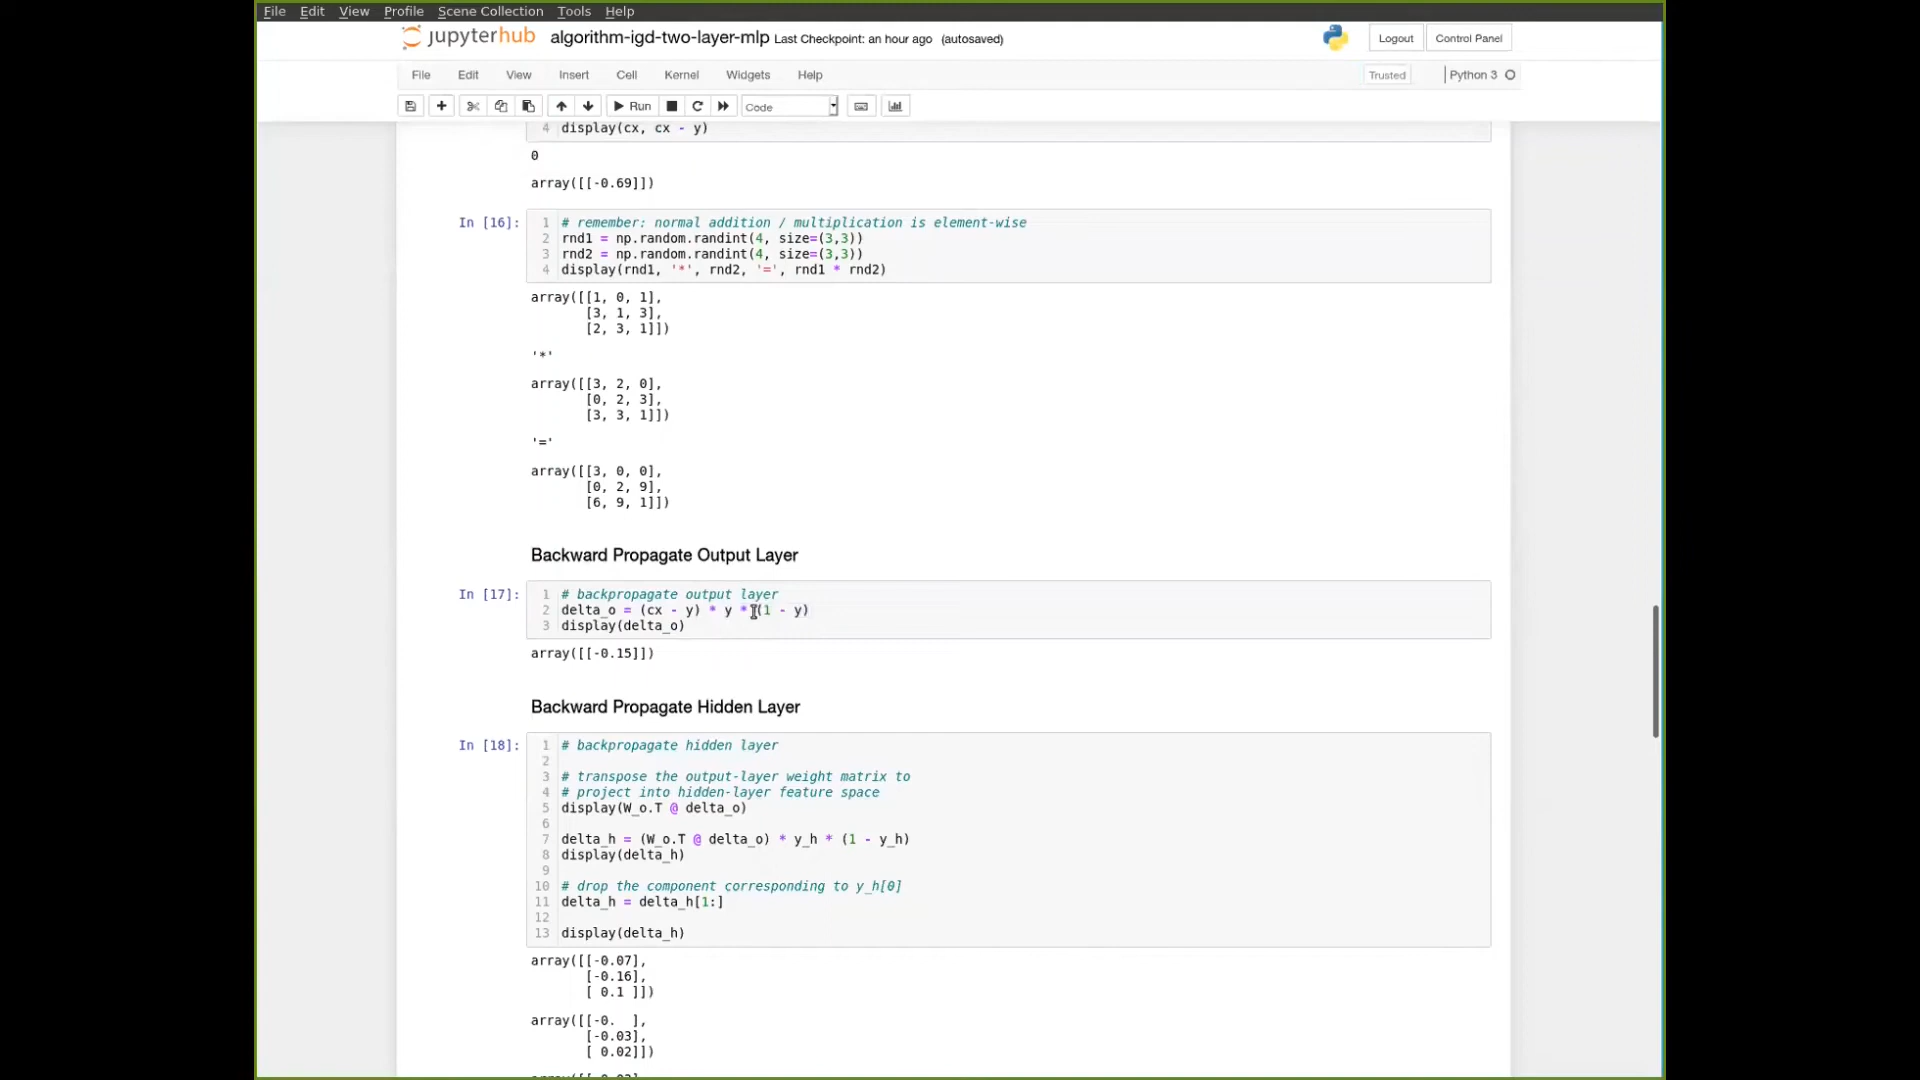 File Edit View Profile Scene Collection Tools Help
jupyterhub algorithm-igd-two-layer-mlp Last Checkpoint: an hour ago (autosaved) Logout Control Panel
File Edit View Insert Cell Kernel Widgets Help Trusted Python 3
Run Code
4 display(cx, cx - y)
0
array([[-0.69]])
In [16]: 1 # remember: normal addition / multiplication is element-wise
2 rnd1 = np.random.randint(4, size=(3,3))
3 rnd2 = np.random.randint(4, size=(3,3))
4 display(rnd1, '*', rnd2, '=', rnd1 * rnd2)
array([[1, 0, 1],
[3, 1, 3],
[2, 3, 1]])
'*'
array([[3, 2, 0],
[0, 2, 3],
[3, 3, 1]])
'='
array([[3, 0, 0],
[0, 2, 9],
[6, 9, 1]])
Backward Propagate Output Layer
In [17]: 1 # backpropagate output layer
2 delta_o = (cx - y) * y * (1 - y)
3 display(delta_o)
array([[-0.15]])
Backward Propagate Hidden Layer
In [18]: 1 # backpropagate hidden layer
2
3 # transpose the output-layer weight matrix to
4 # project into hidden-layer feature space
5 display(W_o.T @ delta_o)
6
7 delta_h = (W_o.T @ delta_o) * y_h * (1 - y_h)
8 display(delta_h)
9
10 # drop the component corresponding to y_h[0]
11 delta_h = delta_h[1:]
12
13 display(delta_h)
array([[-0.07],
[-0.16],
[ 0.1 ]])
array([[-0. ],
[-0.03],
[ 0.02]])